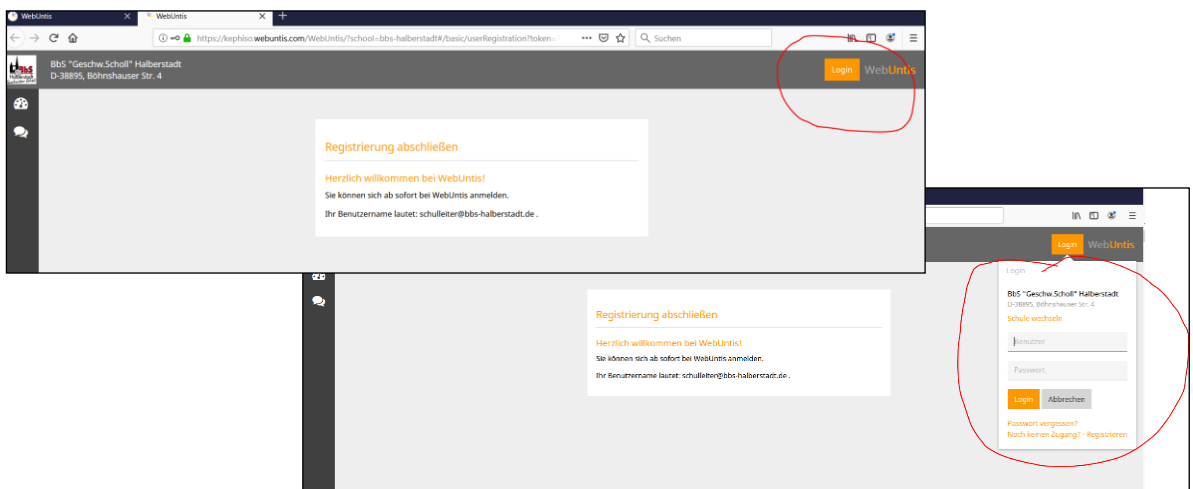 WebUntis
WebUntis
https://kephiso.webuntis.com/WebUntis/?school=bbs-halberstadt#/basic/userRegistration?token=
Suchen
BbS "Geschw.Scholl" Halberstadt
D-38895, Böhnshauser Str. 4
Login WebUntis
Registrierung abschließen
Herzlich willkommen bei WebUntis!
Sie können sich ab sofort bei WebUntis anmelden.
Ihr Benutzername lautet: schulleiter@bbs-halberstadt.de .
Login WebUntis
Login
BbS "Geschw.Scholl" Halberstadt
D-38895, Böhnshauser Str. 4
Schule wechseln
Benutzer
Passwort
Login Abbrechen
Passwort vergessen?
Noch keinen Zugang? - Registrieren
Registrierung abschließen
Herzlich willkommen bei WebUntis!
Sie können sich ab sofort bei WebUntis anmelden.
Ihr Benutzername lautet: schulleiter@bbs-halberstadt.de .